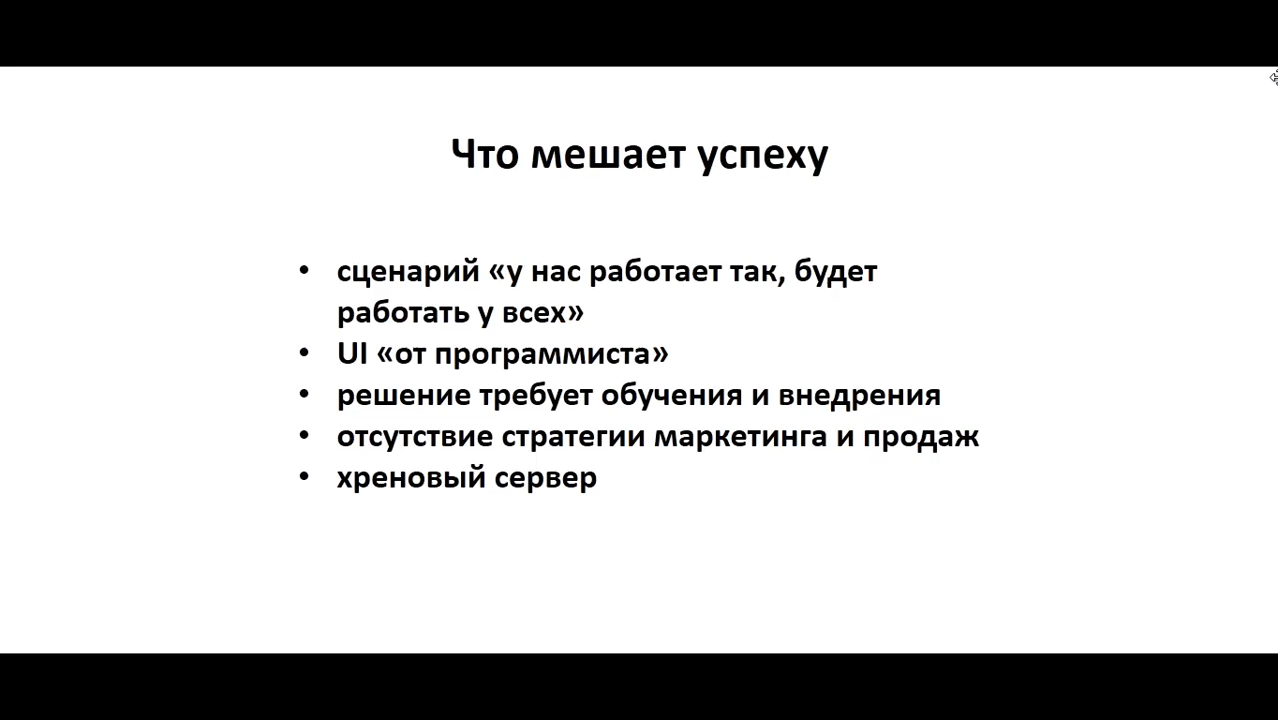 Что мешает успеху
• сценарий «у нас работает так, будет
работать у всех»
• UI «от программиста»
• решение требует обучения и внедрения
• отсутствие стратегии маркетинга и продаж
• хреновый сервер